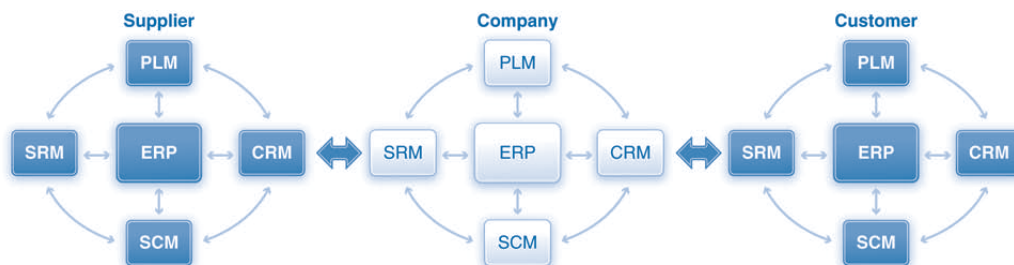 Supplier
Company
Customer
PLM
PLM
PLM
SRM
ERP
CRM
SRM
ERP
CRM
SRM
ERP
CRM
SCM
SCM
SCM